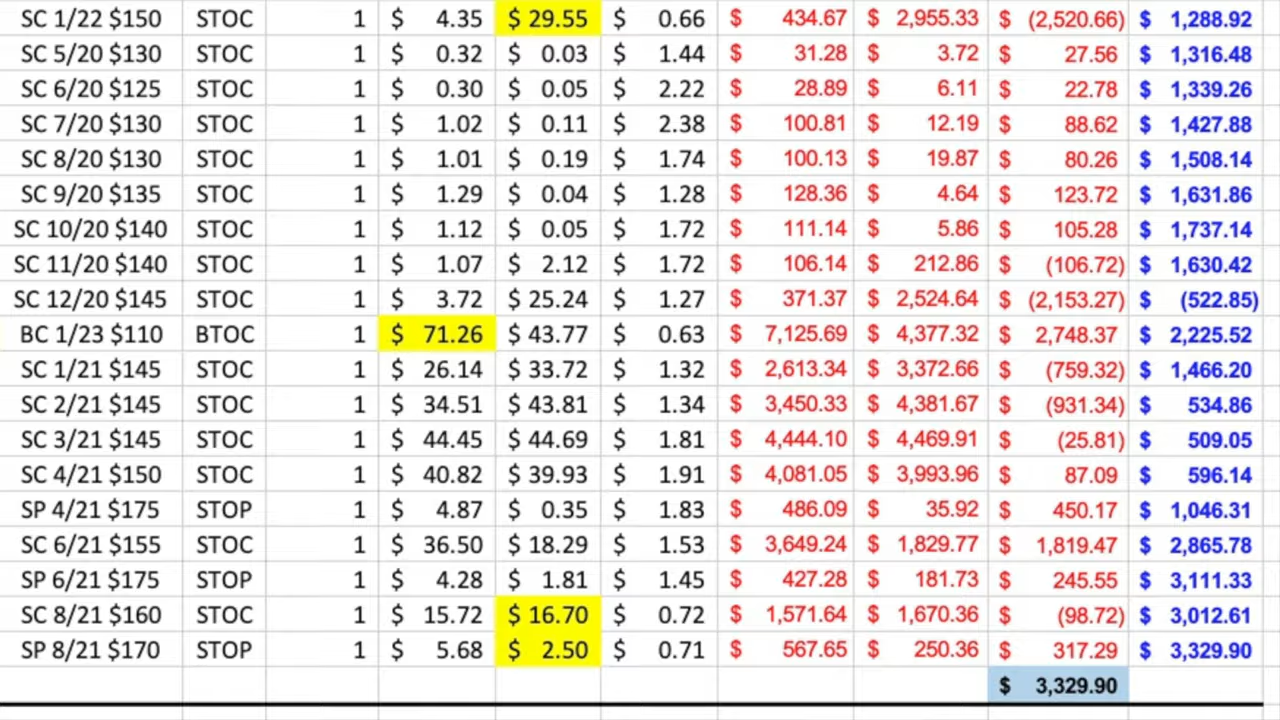 SC 1/22 $150 STOC 1 $ 4.35 $ 29.55 $ 0.66 $ 434.67 $ 2,955.33 $ (2,520.66) $ 1,288.92
SC 5/20 $130 STOC 1 $ 0.32 $ 0.03 $ 1.44 $ 31.28 $ 3.72 $ 27.56 $ 1,316.48
SC 6/20 $125 STOC 1 $ 0.30 $ 0.05 $ 2.22 $ 28.89 $ 6.11 $ 22.78 $ 1,339.26
SC 7/20 $130 STOC 1 $ 1.02 $ 0.11 $ 2.38 $ 100.81 $ 12.19 $ 88.62 $ 1,427.88
SC 8/20 $130 STOC 1 $ 1.01 $ 0.19 $ 1.74 $ 100.13 $ 19.87 $ 80.26 $ 1,508.14
SC 9/20 $135 STOC 1 $ 1.29 $ 0.04 $ 1.28 $ 128.36 $ 4.64 $ 123.72 $ 1,631.86
SC 10/20 $140 STOC 1 $ 1.12 $ 0.05 $ 1.72 $ 111.14 $ 5.86 $ 105.28 $ 1,737.14
SC 11/20 $140 STOC 1 $ 1.07 $ 2.12 $ 1.72 $ 106.14 $ 212.86 $ (106.72) $ 1,630.42
SC 12/20 $145 STOC 1 $ 3.72 $ 25.24 $ 1.27 $ 371.37 $ 2,524.64 $ (2,153.27) $ (522.85)
BC 1/23 $110 BTOC 1 $ 71.26 $ 43.77 $ 0.63 $ 7,125.69 $ 4,377.32 $ 2,748.37 $ 2,225.52
SC 1/21 $145 STOC 1 $ 26.14 $ 33.72 $ 1.32 $ 2,613.34 $ 3,372.66 $ (759.32) $ 1,466.20
SC 2/21 $145 STOC 1 $ 34.51 $ 43.81 $ 1.34 $ 3,450.33 $ 4,381.67 $ (931.34) $ 534.86
SC 3/21 $145 STOC 1 $ 44.45 $ 44.69 $ 1.81 $ 4,444.10 $ 4,469.91 $ (25.81) $ 509.05
SC 4/21 $150 STOC 1 $ 40.82 $ 39.93 $ 1.91 $ 4,081.05 $ 3,993.96 $ 87.09 $ 596.14
SP 4/21 $175 STOP 1 $ 4.87 $ 0.35 $ 1.83 $ 486.09 $ 35.92 $ 450.17 $ 1,046.31
SC 6/21 $155 STOC 1 $ 36.50 $ 18.29 $ 1.53 $ 3,649.24 $ 1,829.77 $ 1,819.47 $ 2,865.78
SP 6/21 $175 STOP 1 $ 4.28 $ 1.81 $ 1.45 $ 427.28 $ 181.73 $ 245.55 $ 3,111.33
SC 8/21 $160 STOC 1 $ 15.72 $ 16.70 $ 0.72 $ 1,571.64 $ 1,670.36 $ (98.72) $ 3,012.61
SP 8/21 $170 STOP 1 $ 5.68 $ 2.50 $ 0.71 $ 567.65 $ 250.36 $ 317.29 $ 3,329.90
$ 3,329.90